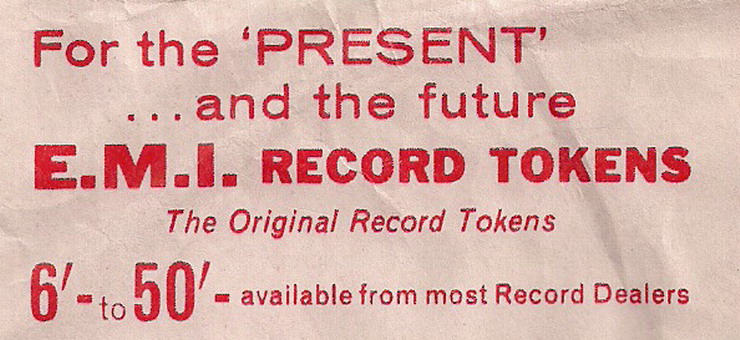 For the ‘PRESENT’
...and the future
E.M.I. RECORD TOKENS
The Original Record Tokens
6/- to 50/- available from most Record Dealers